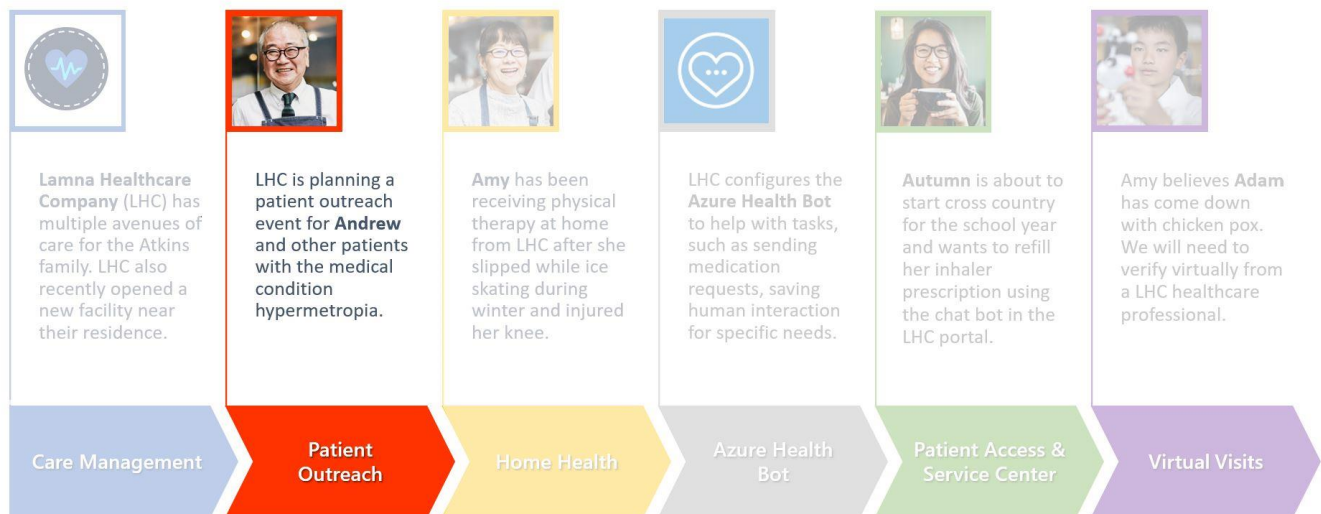 Lamna Healthcare
Company (LHC) has
multiple avenues of
care for the Atkins
family. LHC also
recently opened a
new facility near
their residence.
LHC is planning a
patient outreach
event for Andrew
and other patients
with the medical
condition
hypermetropia.
Amy has been
receiving physical
therapy at home
from LHC after she
slipped while ice
skating during
winter and injured
her knee.
LHC configures the
Azure Health Bot
to help with tasks,
such as sending
medication
requests, saving
human interaction
for specific needs.
Autumn is about to
start cross country
for the school year
and wants to refill
her inhaler
prescription using
the chat bot in the
LHC portal.
Amy believes Adam
has come down
with chicken pox.
We will need to
verify virtually from
a LHC healthcare
professional.
Care Management
Patient
Outreach
Home Health
Azure Health
Bot
Patient Access &
Service Center
Virtual Visits